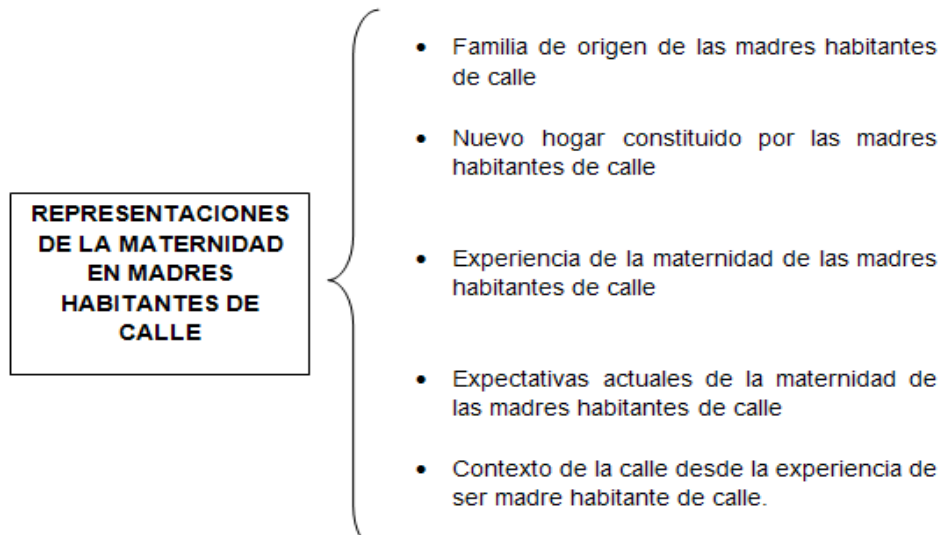 REPRESENTACIONES
DE LA MATERNIDAD
EN MADRES
HABITANTES DE
CALLE
• Familia de origen de las madres habitantes
de calle
• Nuevo hogar constituido por las madres
habitantes de calle
• Experiencia de la maternidad de las madres
habitantes de calle
• Expectativas actuales de la maternidad de
las madres habitantes de calle
• Contexto de la calle desde la experiencia de
ser madre habitante de calle.